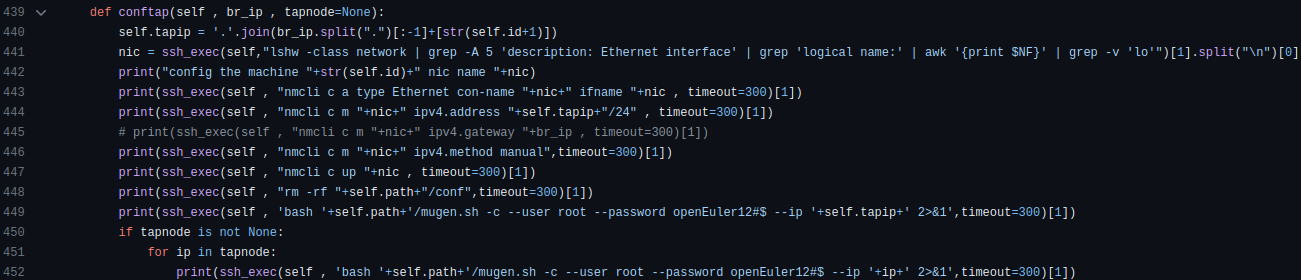 439     def conftap(self , br_ip , tapnode=None):
440         self.tapip = '.'.join(br_ip.split(".")[:-1]+[str(self.id+1)])
441         nic = ssh_exec(self,"lshw -class network | grep -A 5 'description: Ethernet interface' | grep 'logical name:' | awk '{print $NF}' | grep -v 'lo'")[1].split("\n")[0]
442         print("config the machine "+str(self.id)+" nic name "+nic)
443         print(ssh_exec(self , "nmcli c a type Ethernet con-name "+nic+" ifname "+nic , timeout=300)[1])
444         print(ssh_exec(self , "nmcli c m "+nic+" ipv4.address "+self.tapip+"/24" , timeout=300)[1])
445         # print(ssh_exec(self , "nmcli c m "+nic+" ipv4.gateway "+br_ip , timeout=300)[1])
446         print(ssh_exec(self , "nmcli c m "+nic+" ipv4.method manual",timeout=300)[1])
447         print(ssh_exec(self , "nmcli c up "+nic , timeout=300)[1])
448         print(ssh_exec(self , "rm -rf "+self.path+"/conf",timeout=300)[1])
449         print(ssh_exec(self , 'bash '+self.path+'/mugen.sh -c --user root --password openEuler12#$ --ip '+self.tapip+' 2>&1',timeout=300)[1])
450         if tapnode is not None:
451             for ip in tapnode:
452                 print(ssh_exec(self , 'bash '+self.path+'/mugen.sh -c --user root --password openEuler12#$ --ip '+ip+' 2>&1',timeout=300)[1])